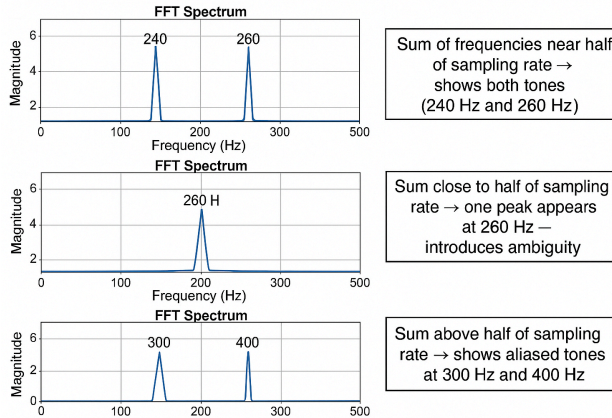 FFT Spectrum
Magnitude
6
4
2
240
260
0
100
200
300
500
Frequency (Hz)
Sum of frequencies near half
of sampling rate →
shows both tones
(240 Hz and 260 Hz)
FFT Spectrum
Magnitude
6
4
2
260 H
0
100
200
300
500
Frequency (Hz)
Sum close to half of sampling
rate → one peak appears
at 260 Hz —
introduces ambiguity
FFT Spectrum
Magnitude
6
4
2
0
300
400
0
100
200
300
500
Sum above half of sampling
rate → shows aliased tones
at 300 Hz and 400 Hz